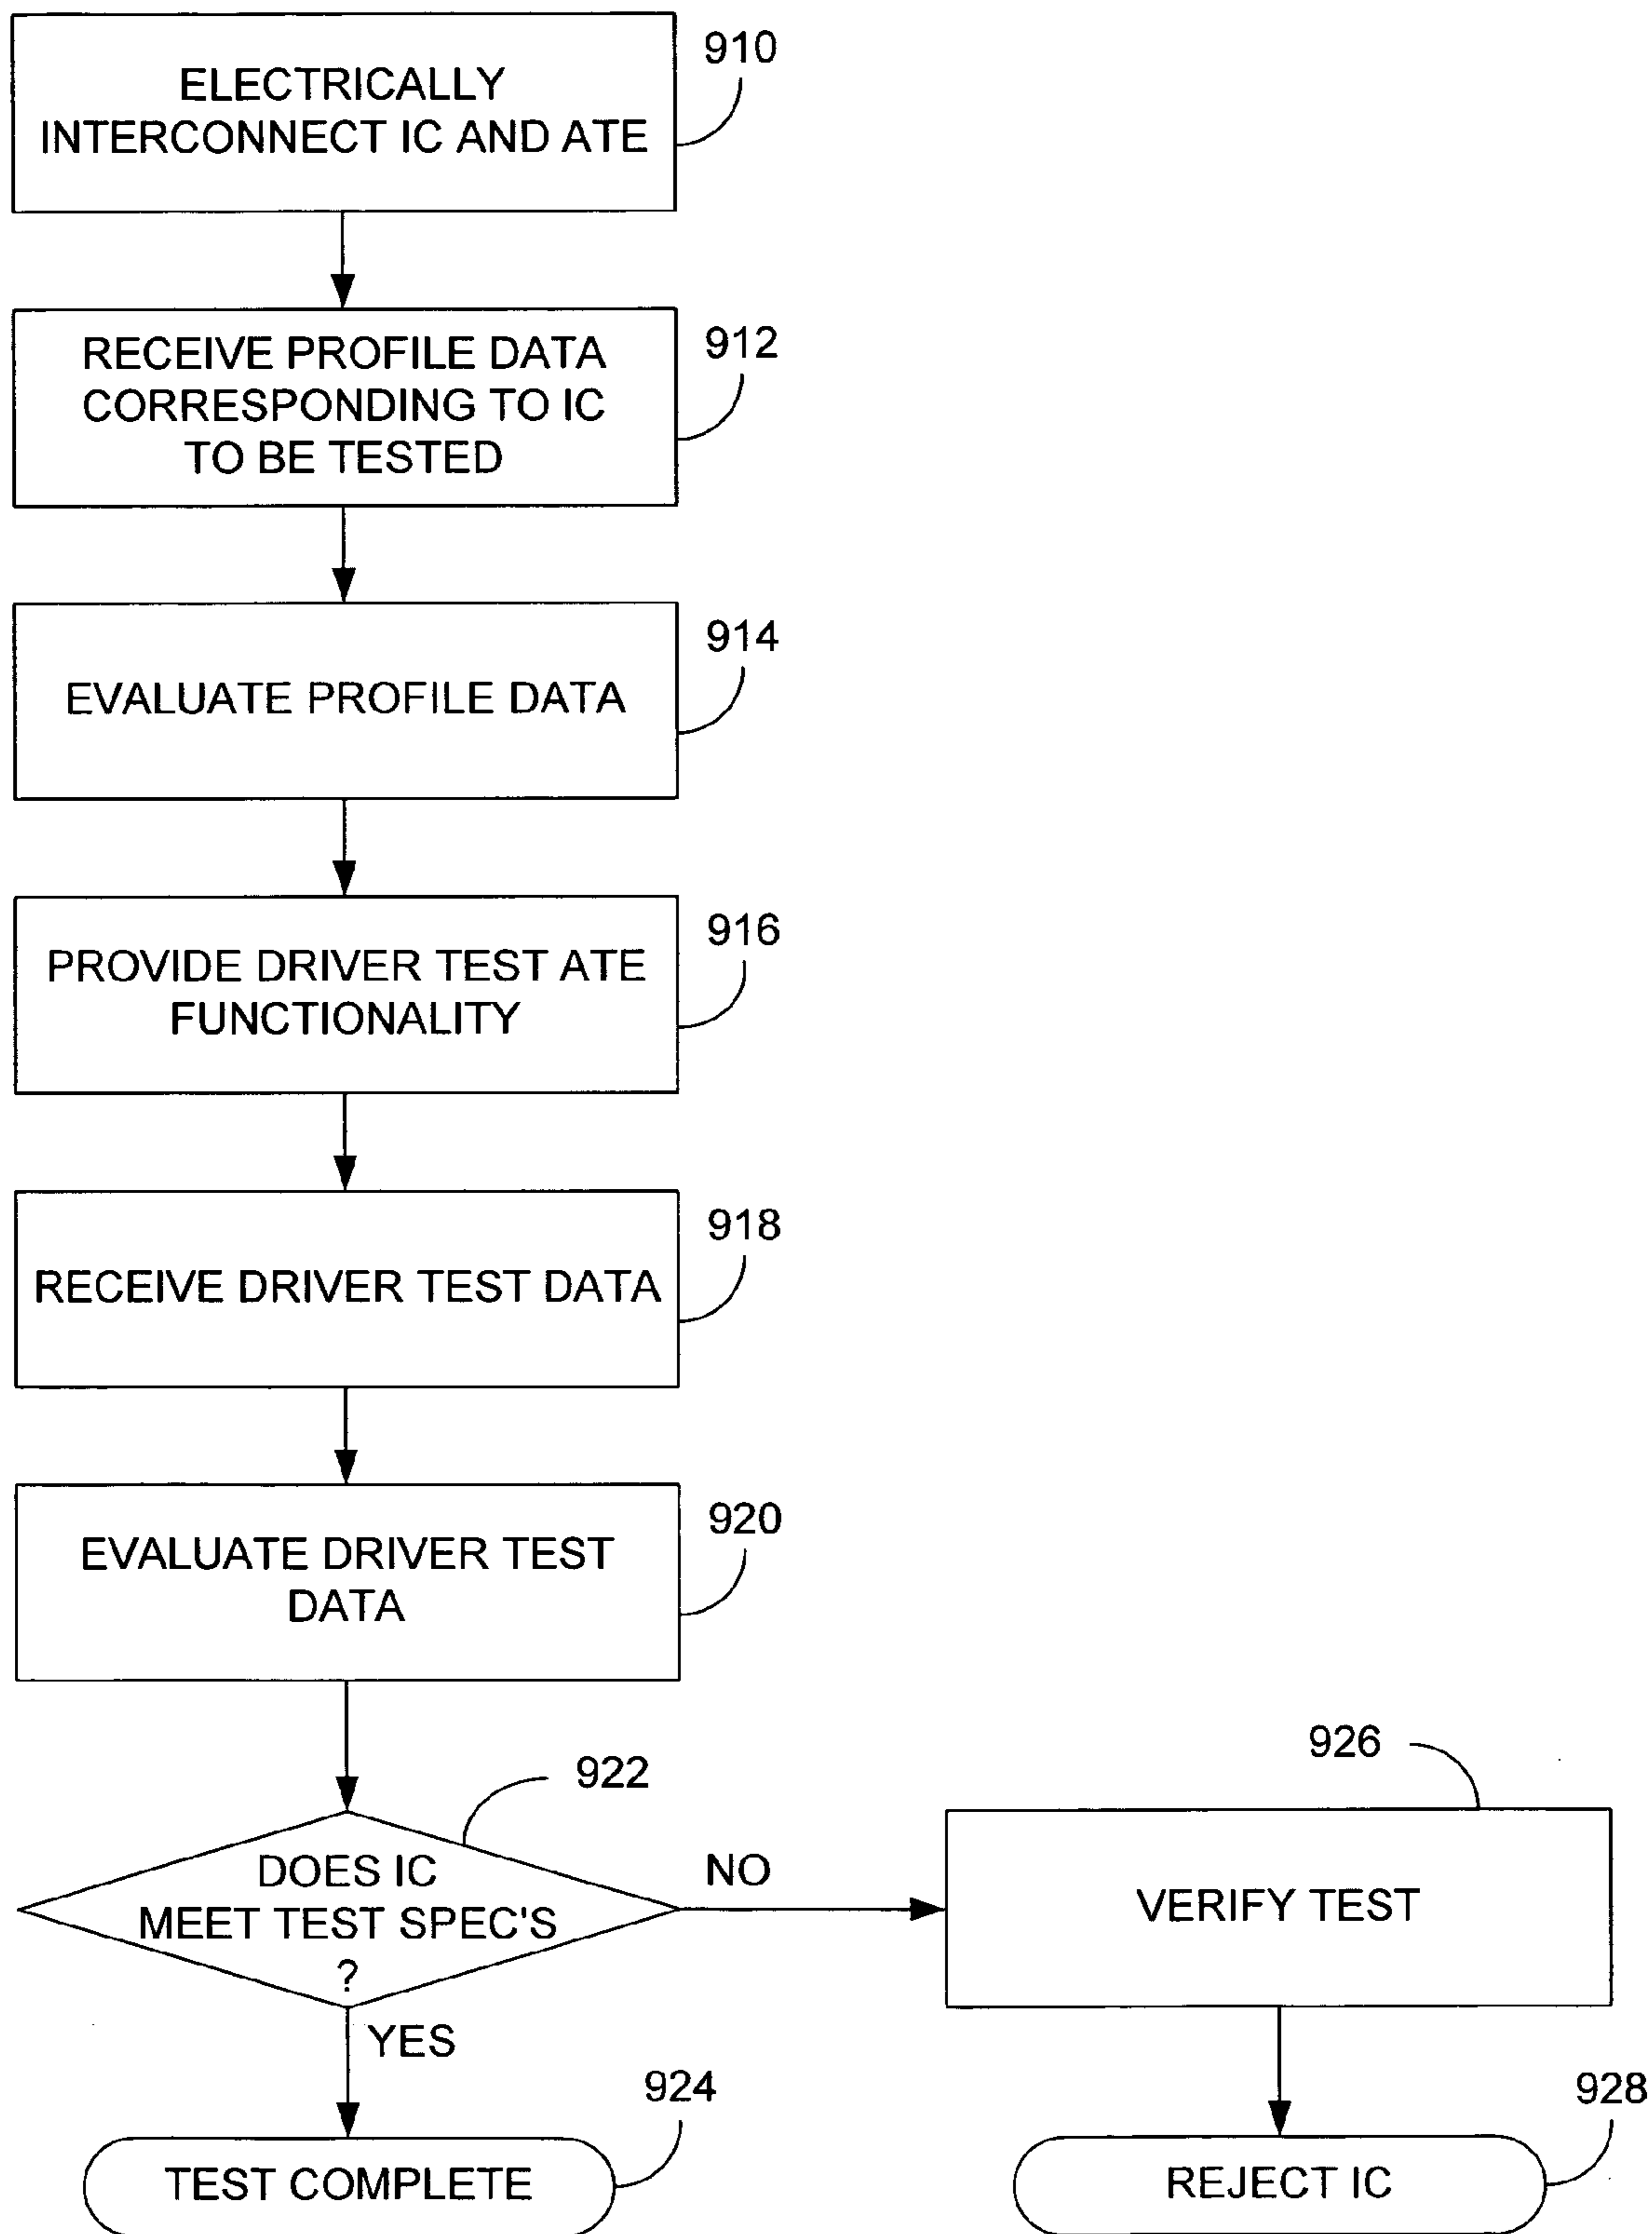 910
ELECTRICALLY
INTERCONNECT IC AND ATE
912
RECEIVE PROFILE DATA
CORRESPONDING TO IC
TO BE TESTED
914
EVALUATE PROFILE DATA
916
PROVIDE DRIVER TEST ATE
FUNCTIONALITY
918
RECEIVE DRIVER TEST DATA
920
EVALUATE DRIVER TEST
DATA
922
DOES IC
MEET TEST SPEC'S
?
NO
926
VERIFY TEST
YES
924
TEST COMPLETE
928
REJECT IC